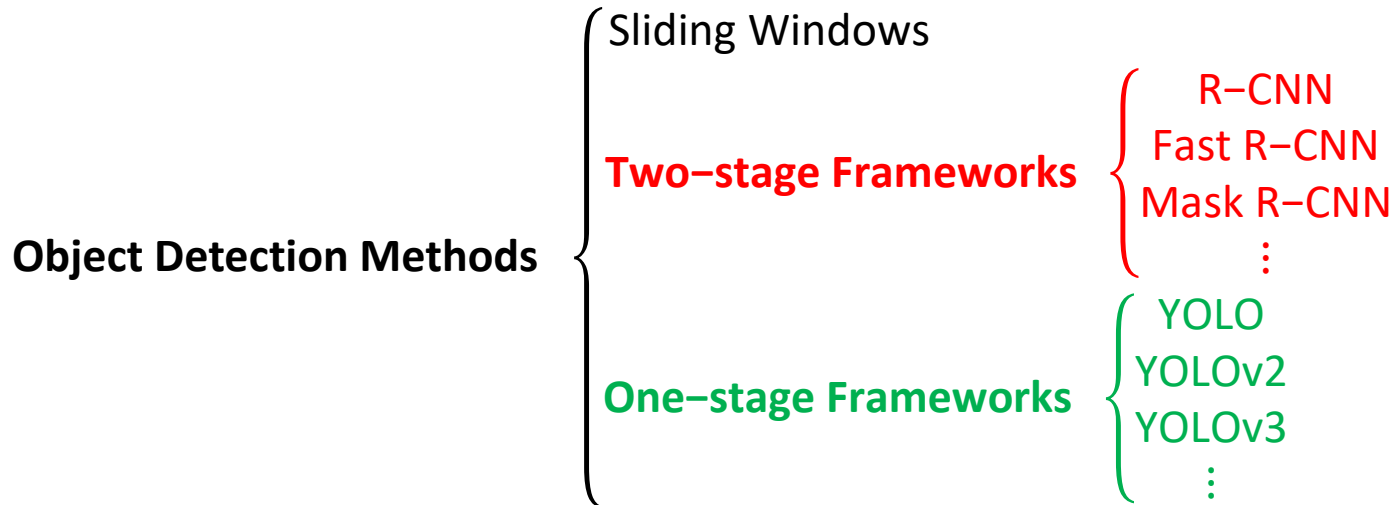 Object Detection Methods
Sliding Windows
Two−stage Frameworks
R−CNN
Fast R−CNN
Mask R−CNN
⋮
One−stage Frameworks
YOLO
YOLOv2
YOLOv3
⋮